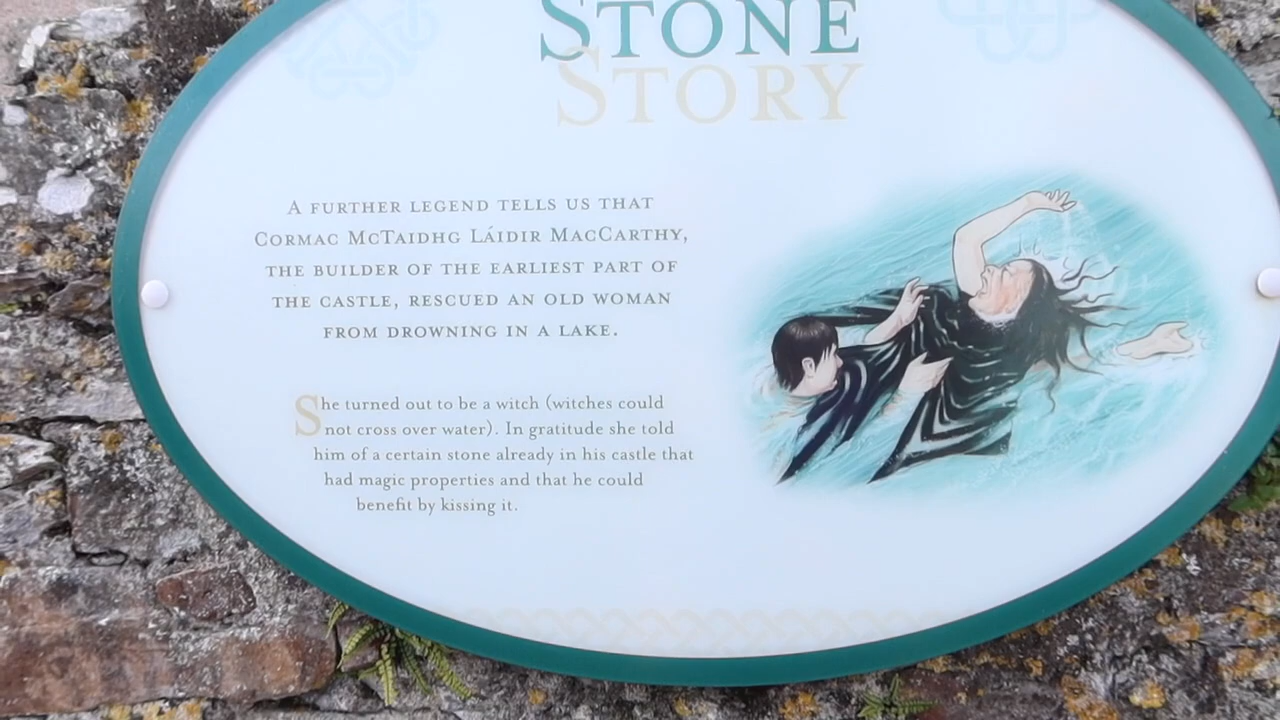 STONE
STORY
A FURTHER LEGEND TELLS US THAT
CORMAC MCTAIDHG LÁIDIR MACCARTHY,
THE BUILDER OF THE EARLIEST PART OF
THE CASTLE, RESCUED AN OLD WOMAN
FROM DROWNING IN A LAKE.
She turned out to be a witch (witches could
not cross over water). In gratitude she told
him of a certain stone already in his castle that
had magic properties and that he could
benefit by kissing it.